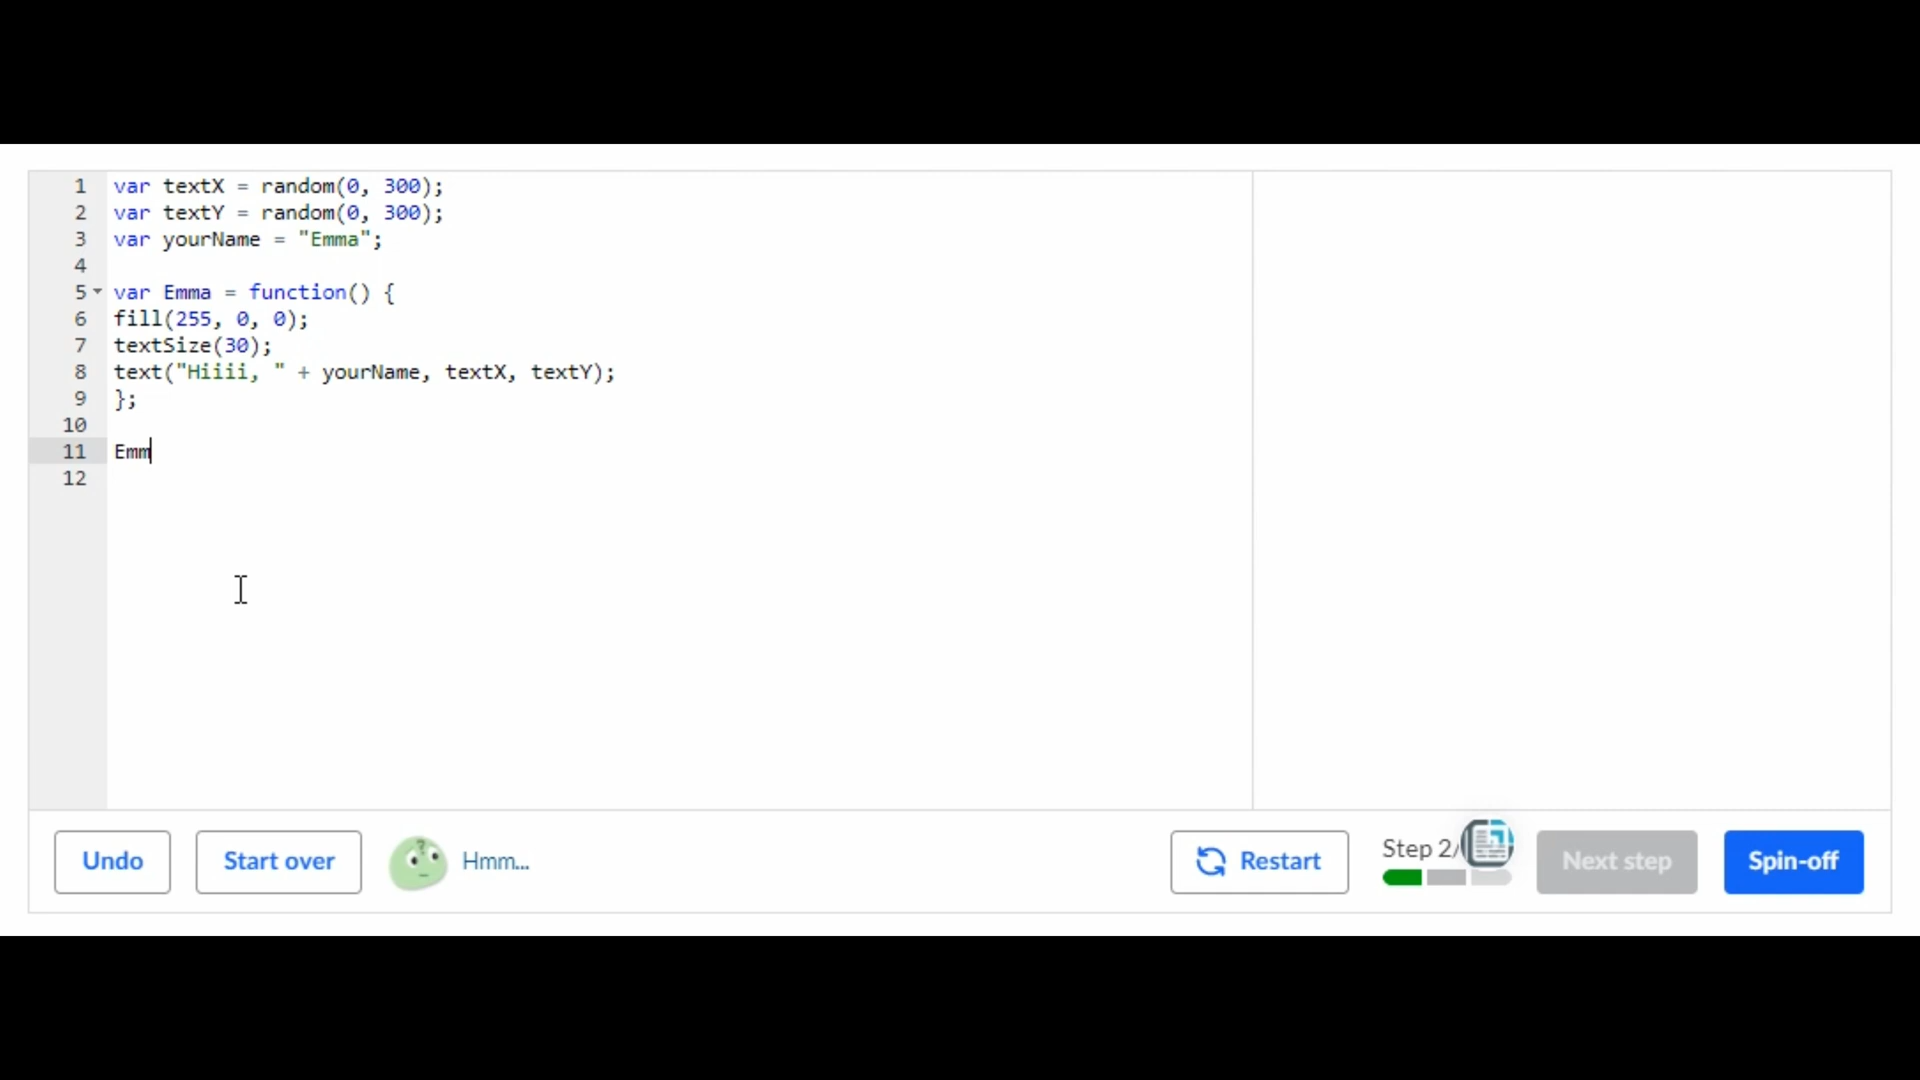 1 var textX = random(0, 300);
2 var textY = random(0, 300);
3 var yourName = "Emma";
4
5 var Emma = function() {
6 fill(255, 0, 0);
7 textSize(30);
8 text("Hiiii, " + yourName, textX, textY);
9 };
10
11 Emm
12
Undo Start over Hmm... Restart Step 2/ Next step Spin-off